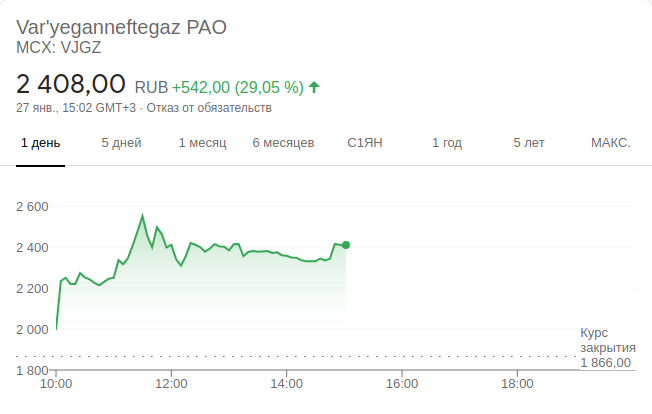 Var'yeganneftegaz PAO
MCX: VJGZ
2 408,00 RUB +542,00 (29,05 %)
27 янв., 15:02 GMT+3 · Отказ от обязательств
1 день 5 дней 1 месяц 6 месяцев С1ЯН 1 год 5 лет МАКС.
2 600
2 400
2 200
2 000
Курс
закрытия
1 866,00
1 800
10:00 12:00 14:00 16:00 18:00